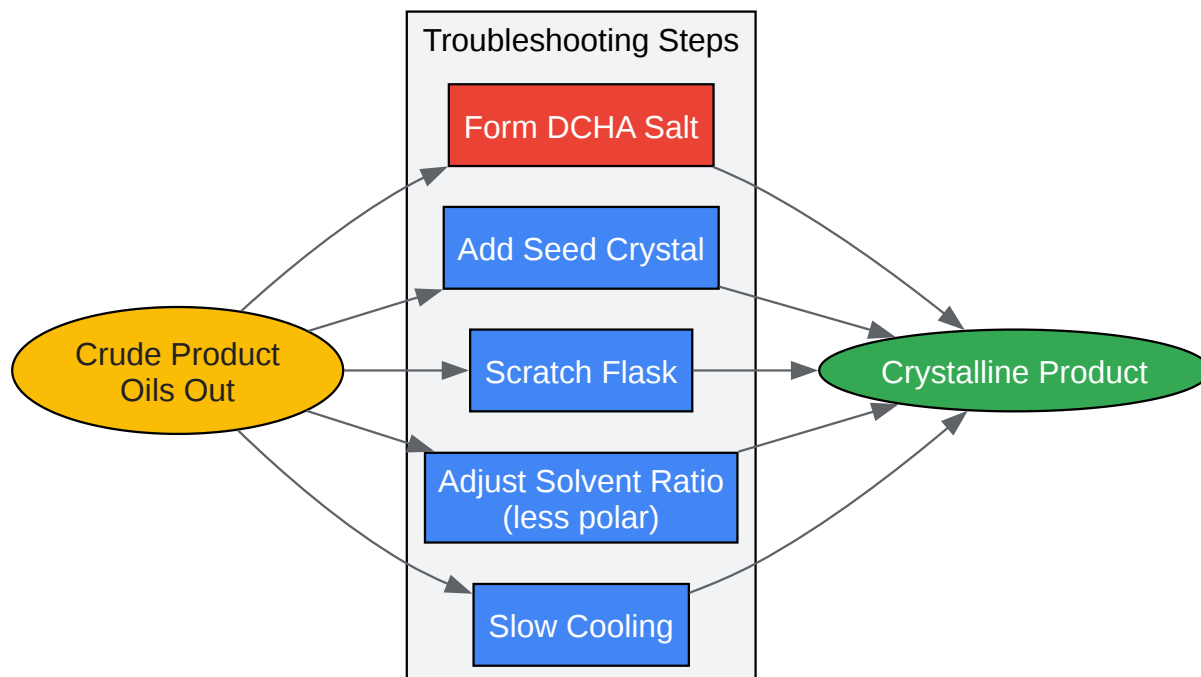 Troubleshooting Steps
Form DCHA Salt
Add Seed Crystal
Crude Product
Oils Out
Scratch Flask
Crystalline Product
Adjust Solvent Ratio
(less polar)
Slow Cooling